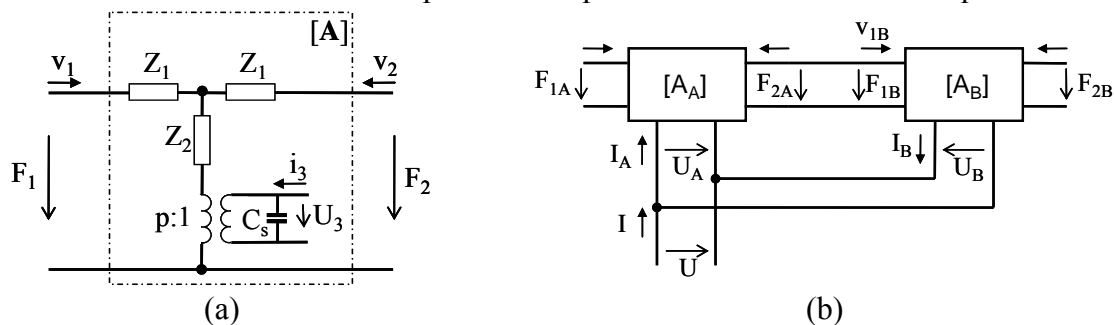 [A]
v1
Z1
Z1
v2
Z2
F1
i3
F2
p:1
Cs
U3
(a)
v1B
F1A
[AA]
F2A
F1B
[AB]
F2B
IA
UA
IB
UB
I
U
(b)